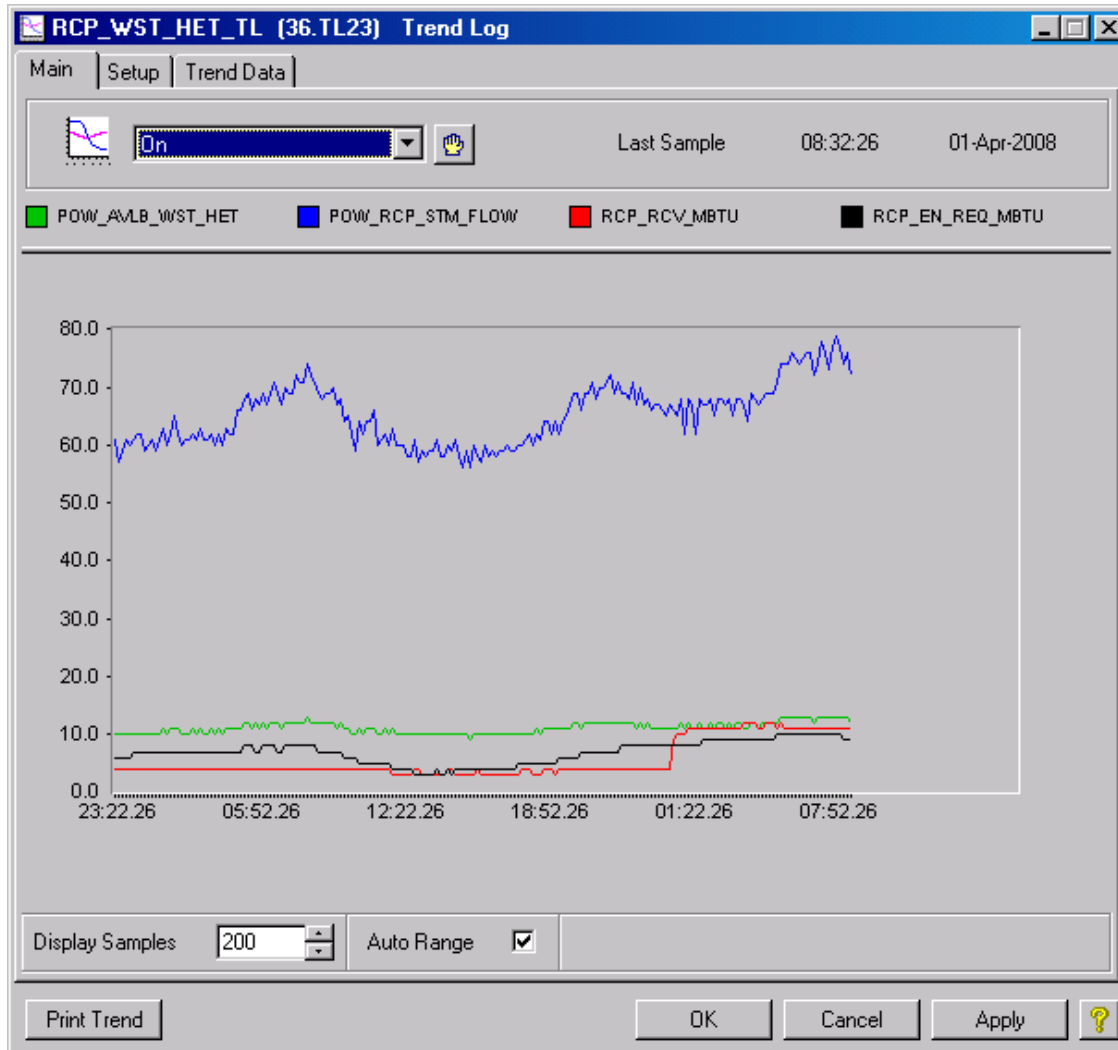 RCP_WST_HET_TL (36.TL23) Trend Log
Main Setup Trend Data
On Last Sample 08:32:26 01-Apr-2008
POW_AVLB_WST_HET POW_RCP_STM_FLOW RCP_RCV_MBTU RCP_EN_REQ_MBTU
80.0
70.0
60.0
50.0
40.0
30.0
20.0
10.0
0.0
23:22.26 05:52.26 12:22.26 18:52.26 01:22.26 07:52.26
Display Samples 200 Auto Range
Print Trend OK Cancel Apply ?